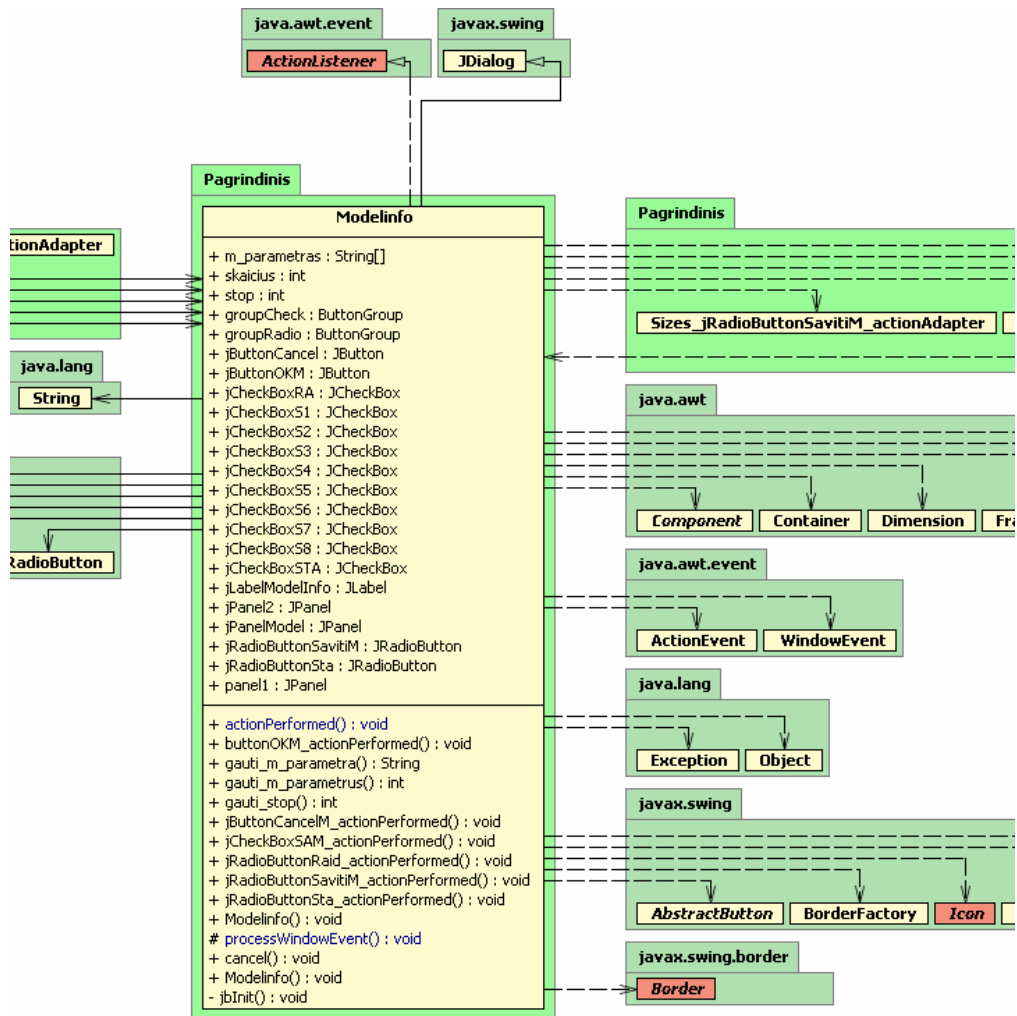 java.awt.event
javax.swing
ActionListener
JDialog
Pagrindinis
Modelinfo
+ m_parametras : String[]
+ skaicius : int
+ stop : int
+ groupCheck : ButtonGroup
+ groupRadio : ButtonGroup
+ jButtonCancel : JButton
+ jButtonOKM : JButton
+ jCheckBoxRA : JCheckBox
+ jCheckBoxS1 : JCheckBox
+ jCheckBoxS2 : JCheckBox
+ jCheckBoxS3 : JCheckBox
+ jCheckBoxS4 : JCheckBox
+ jCheckBoxS5 : JCheckBox
+ jCheckBoxS6 : JCheckBox
+ jCheckBoxS7 : JCheckBox
+ jCheckBoxS8 : JCheckBox
+ jCheckBoxSTA : JCheckBox
+ jLabelModelInfo : JLabel
+ jPanel2 : JPanel
+ jPanelModel : JPanel
+ jRadioButtonSavitiM : JRadioButton
+ jRadioButtonSta : JRadioButton
+ panel1 : JPanel
+ actionPerformed() : void
+ buttonOKM_actionPerformed() : void
+ gauti_m_parametra() : String
+ gauti_m_parametrus() : int
+ gauti_stop() : int
+ jButtonCancelM_actionPerformed() : void
+ jCheckBoxSAM_actionPerformed() : void
+ jRadioButtonRaid_actionPerformed() : void
+ jRadioButtonSavitiM_actionPerformed() : void
+ jRadioButtonSta_actionPerformed() : void
+ Modelinfo() : void
# processWindowEvent() : void
+ cancel() : void
+ Modelinfo() : void
- jbInit() : void
tionAdapter
java.lang
String
RadioButton
Pagrindinis
Sizes_jRadioButtonSavitiM_actionAdapter
java.awt
Component
Container
Dimension
Fra
java.awt.event
ActionEvent
WindowEvent
java.lang
Exception
Object
javax.swing
AbstractButton
BorderFactory
Icon
javax.swing.border
Border